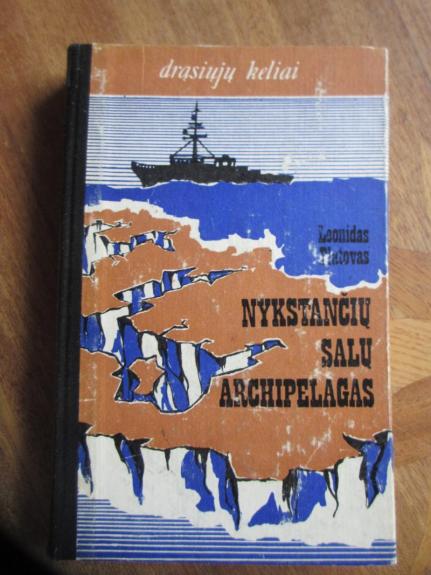 drąsiųjų keliai
Leonidas
Platovas
NYKSTANČIŲ
SALŲ
ARCHIPELAGAS